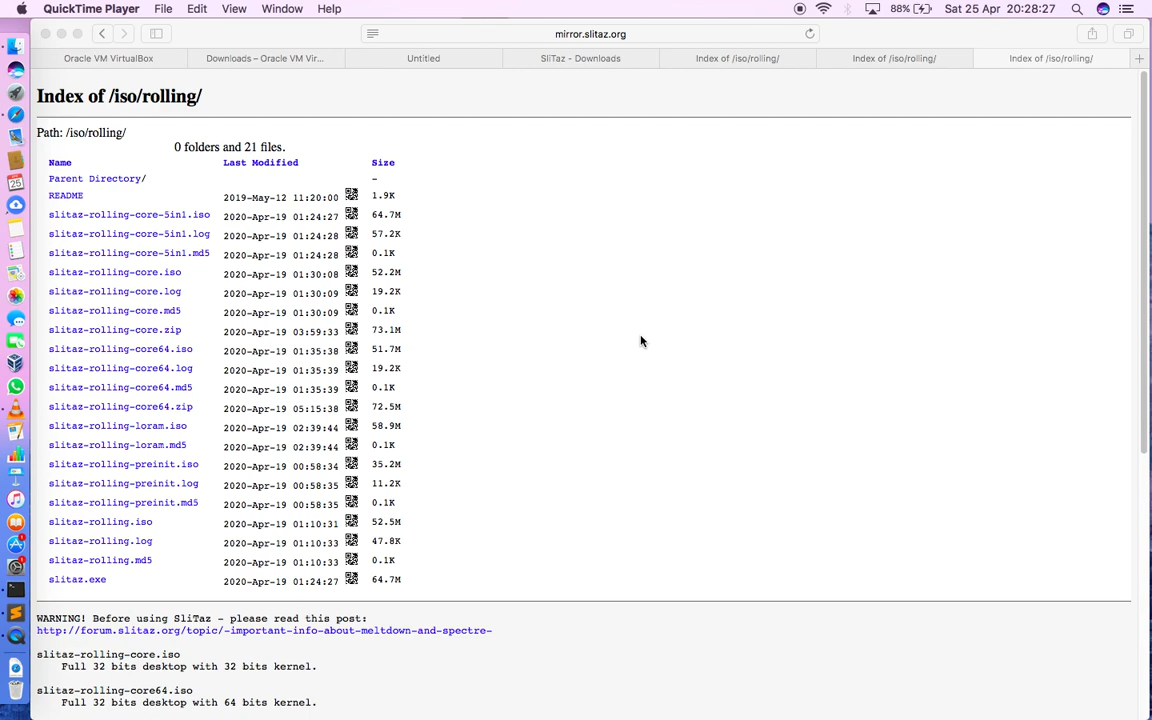 QuickTime Player File Edit View Window Help 88% Sat 25 Apr 20:28:27
mirror.slitaz.org
Oracle VM VirtualBox Downloads – Oracle VM Vir... Untitled SliTaz - Downloads Index of /iso/rolling/ Index of /iso/rolling/ Index of /iso/rolling/
Index of /iso/rolling/
Path: /iso/rolling/
0 folders and 21 files.
Name Last Modified Size
Parent Directory/ -
README 2019-May-12 11:20:00 1.9K
slitaz-rolling-core-5in1.iso 2020-Apr-19 01:24:27 64.7M
slitaz-rolling-core-5in1.log 2020-Apr-19 01:24:28 57.2K
slitaz-rolling-core-5in1.md5 2020-Apr-19 01:24:28 0.1K
slitaz-rolling-core.iso 2020-Apr-19 01:30:08 52.2M
slitaz-rolling-core.log 2020-Apr-19 01:30:09 19.2K
slitaz-rolling-core.md5 2020-Apr-19 01:30:09 0.1K
slitaz-rolling-core.zip 2020-Apr-19 03:59:33 73.1M
slitaz-rolling-core64.iso 2020-Apr-19 01:35:38 51.7M
slitaz-rolling-core64.log 2020-Apr-19 01:35:39 19.2K
slitaz-rolling-core64.md5 2020-Apr-19 01:35:39 0.1K
slitaz-rolling-core64.zip 2020-Apr-19 05:15:38 72.5M
slitaz-rolling-loram.iso 2020-Apr-19 02:39:44 58.9M
slitaz-rolling-loram.md5 2020-Apr-19 02:39:44 0.1K
slitaz-rolling-preinit.iso 2020-Apr-19 00:58:34 35.2M
slitaz-rolling-preinit.log 2020-Apr-19 00:58:35 11.2K
slitaz-rolling-preinit.md5 2020-Apr-19 00:58:35 0.1K
slitaz-rolling.iso 2020-Apr-19 01:10:31 52.5M
slitaz-rolling.log 2020-Apr-19 01:10:33 47.8K
slitaz-rolling.md5 2020-Apr-19 01:10:33 0.1K
slitaz.exe 2020-Apr-19 01:24:27 64.7M
WARNING! Before using SliTaz - please read this post:
http://forum.slitaz.org/topic/-important-info-about-meltdown-and-spectre-
slitaz-rolling-core.iso
Full 32 bits desktop with 32 bits kernel.
slitaz-rolling-core64.iso
Full 32 bits desktop with 64 bits kernel.